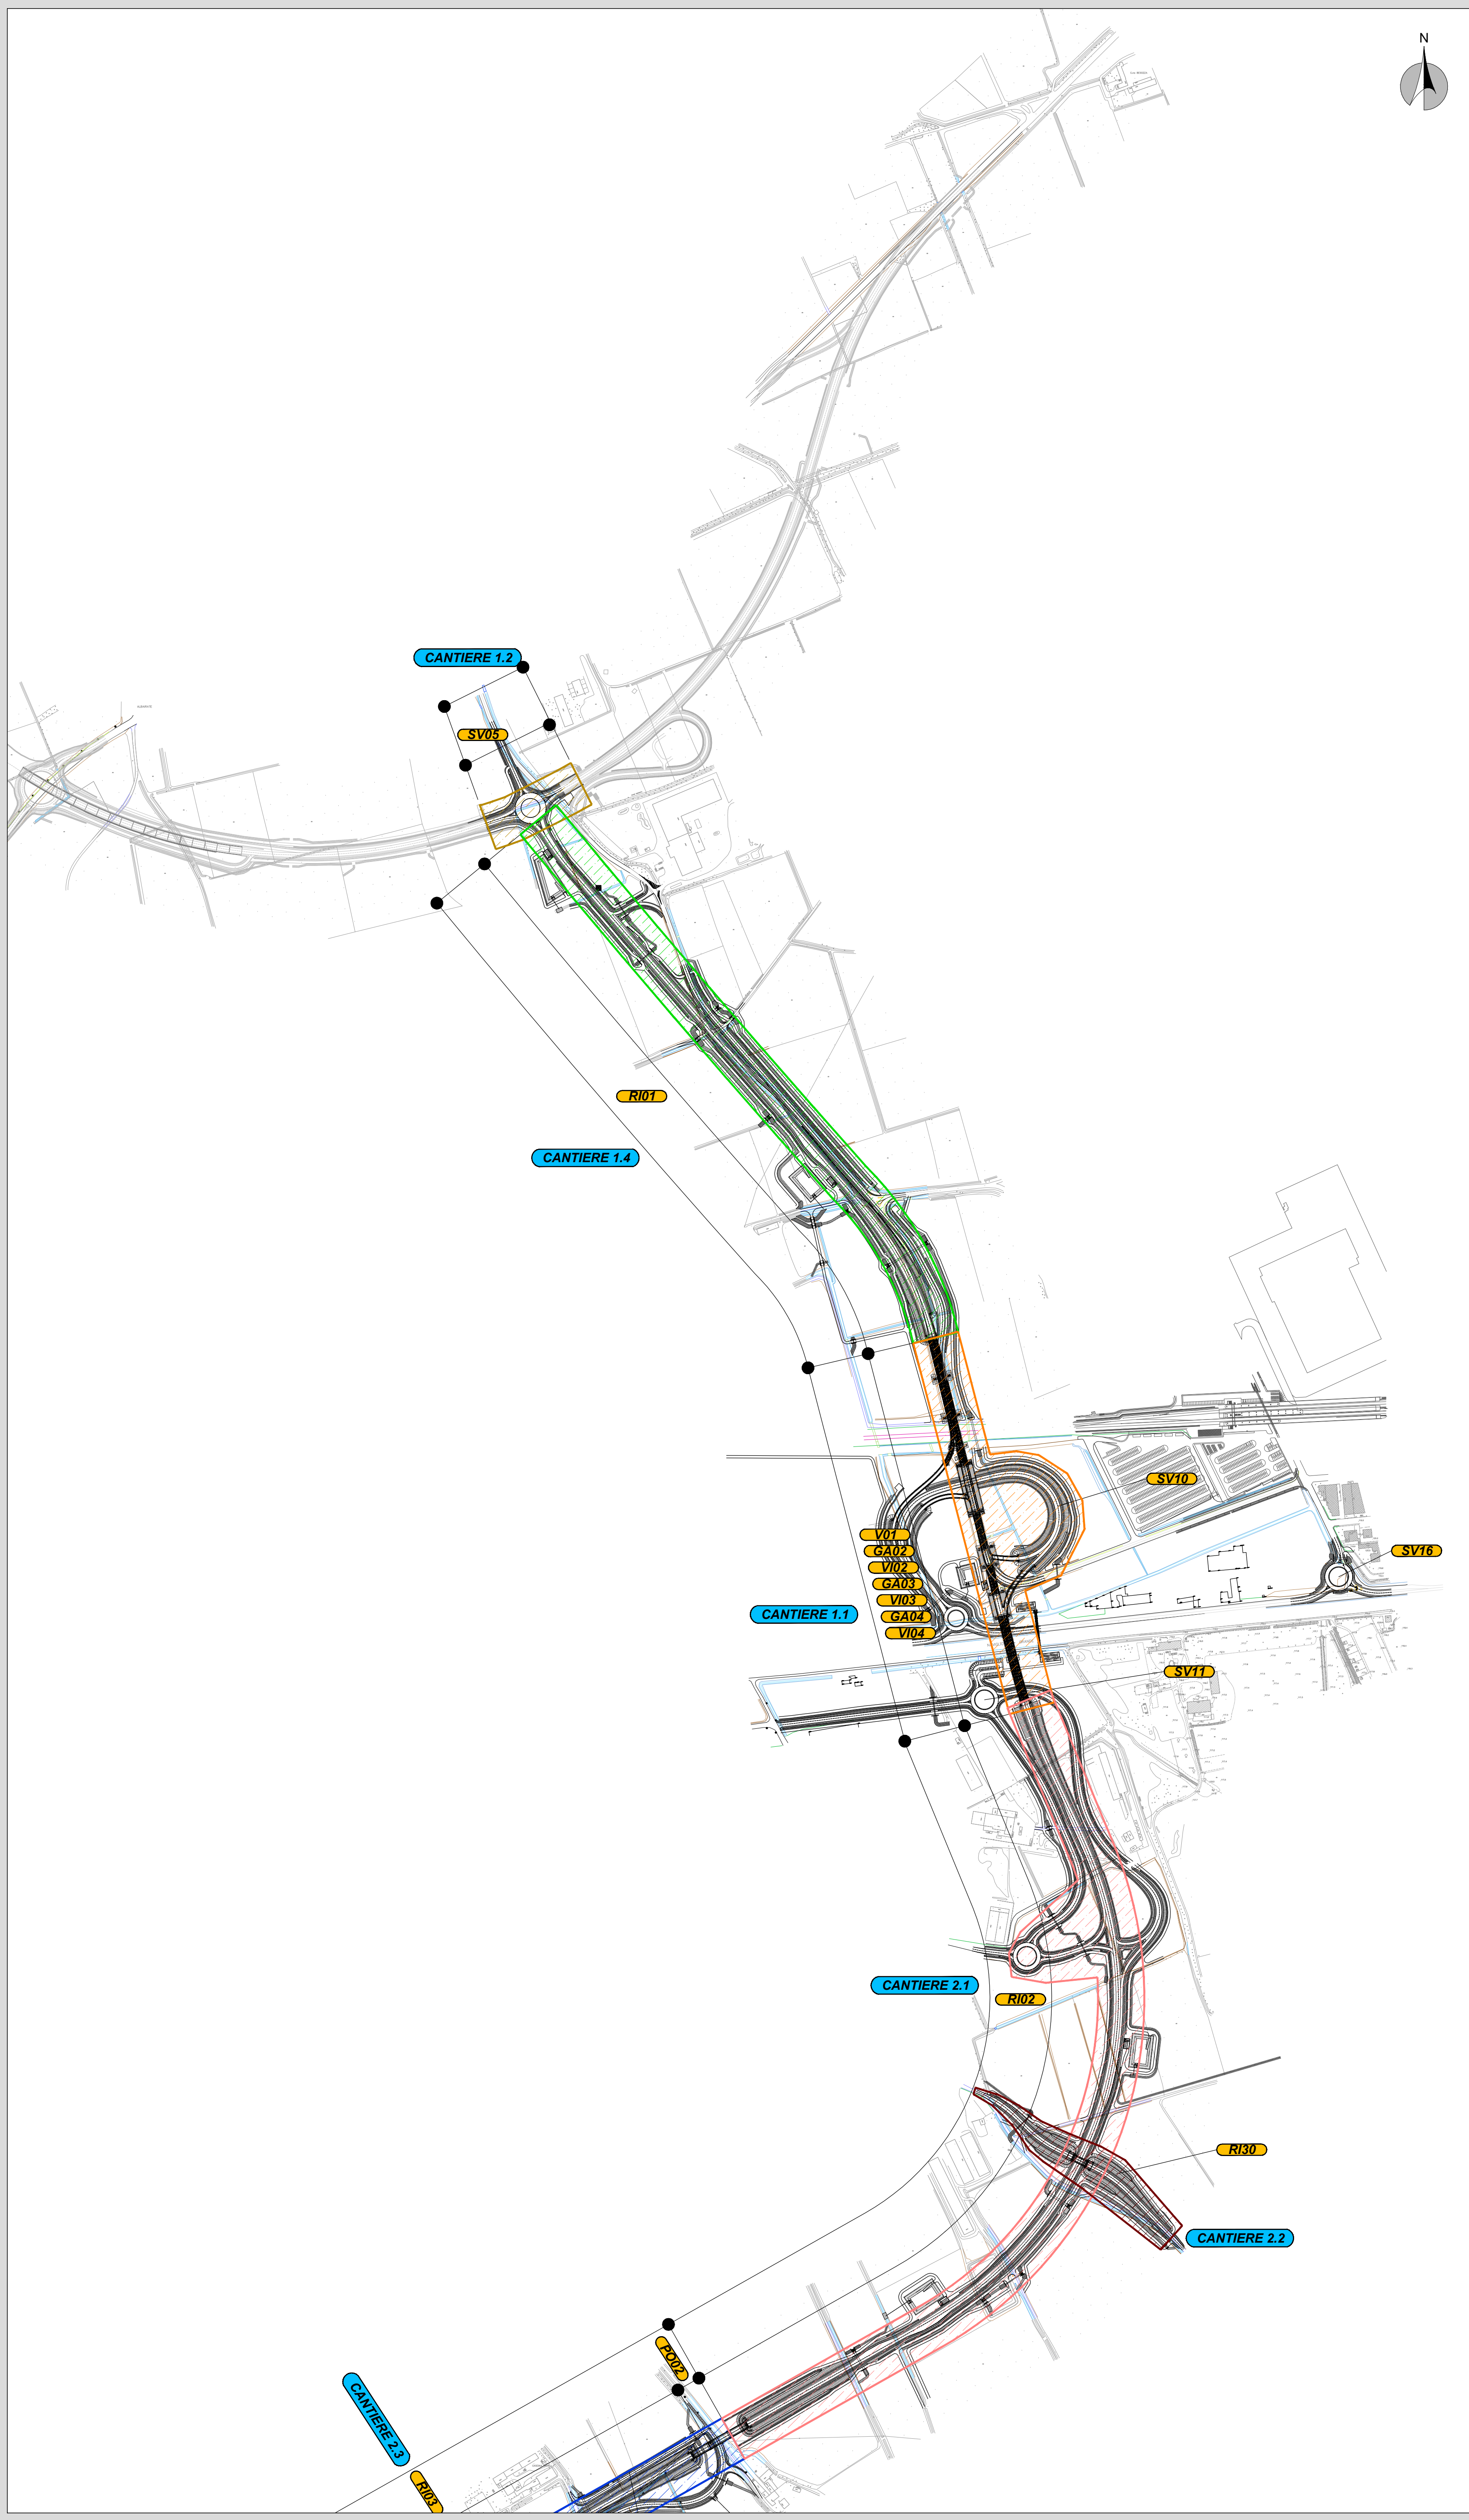 N
CANTIERE 1.2
SV05
RI01
CANTIERE 1.4
SV10
V01
GA02
VI02
GA03
VI03
GA04
VI04
SV16
CANTIERE 1.1
SV11
CANTIERE 2.1
RI02
RI30
CANTIERE 2.2
PO02
CANTIERE 2.3
RI03